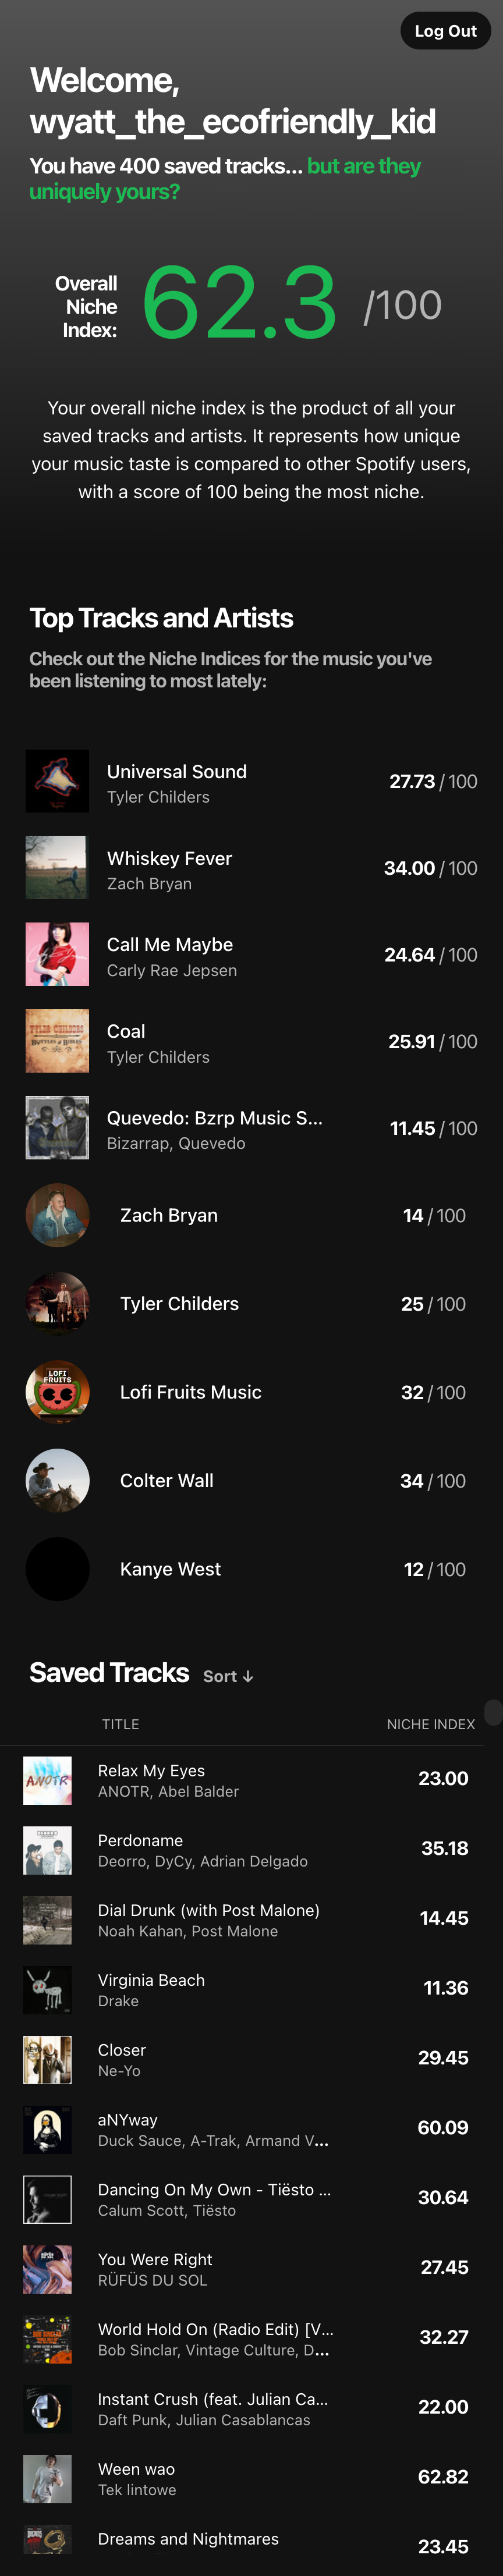 Log Out
Welcome,
wyatt_the_ecofriendly_kid
You have 400 saved tracks... but are they
uniquely yours?
Overall
Niche
Index:
62.3
/100
Your overall niche index is the product of all your
saved tracks and artists. It represents how unique
your music taste is compared to other Spotify users,
with a score of 100 being the most niche.
Top Tracks and Artists
Check out the Niche Indices for the music you've
been listening to most lately:
Universal Sound
Tyler Childers
27.73 / 100
Whiskey Fever
Zach Bryan
34.00 / 100
Call Me Maybe
Carly Rae Jepsen
24.64 / 100
TYLER CHILDERS
BOTTLES & BIBLES
Coal
Tyler Childers
25.91 / 100
Quevedo: Bzrp Music S...
Bizarrap, Quevedo
11.45 / 100
Zach Bryan
14 / 100
Tyler Childers
25 / 100
LOFI
FRUITS
Lofi Fruits Music
32 / 100
Colter Wall
34 / 100
Kanye West
12 / 100
Saved Tracks Sort ↓
TITLE NICHE INDEX
ANOTR
Relax My Eyes
ANOTR, Abel Balder
23.00
Perdoname
Deorro, DyCy, Adrian Delgado
35.18
Dial Drunk (with Post Malone)
Noah Kahan, Post Malone
14.45
Virginia Beach
Drake
11.36
Closer
Ne-Yo
29.45
aNYway
Duck Sauce, A-Trak, Armand V...
60.09
Dancing On My Own - Tiësto ...
Calum Scott, Tiësto
30.64
You Were Right
RÜFÜS DU SOL
27.45
BOB SINCLAR
World Hold On (Radio Edit) [V...
Bob Sinclar, Vintage Culture, D...
32.27
Instant Crush (feat. Julian Ca...
Daft Punk, Julian Casablancas
22.00
Ween wao
Tek lintowe
62.82
Dreams and Nightmares
23.45